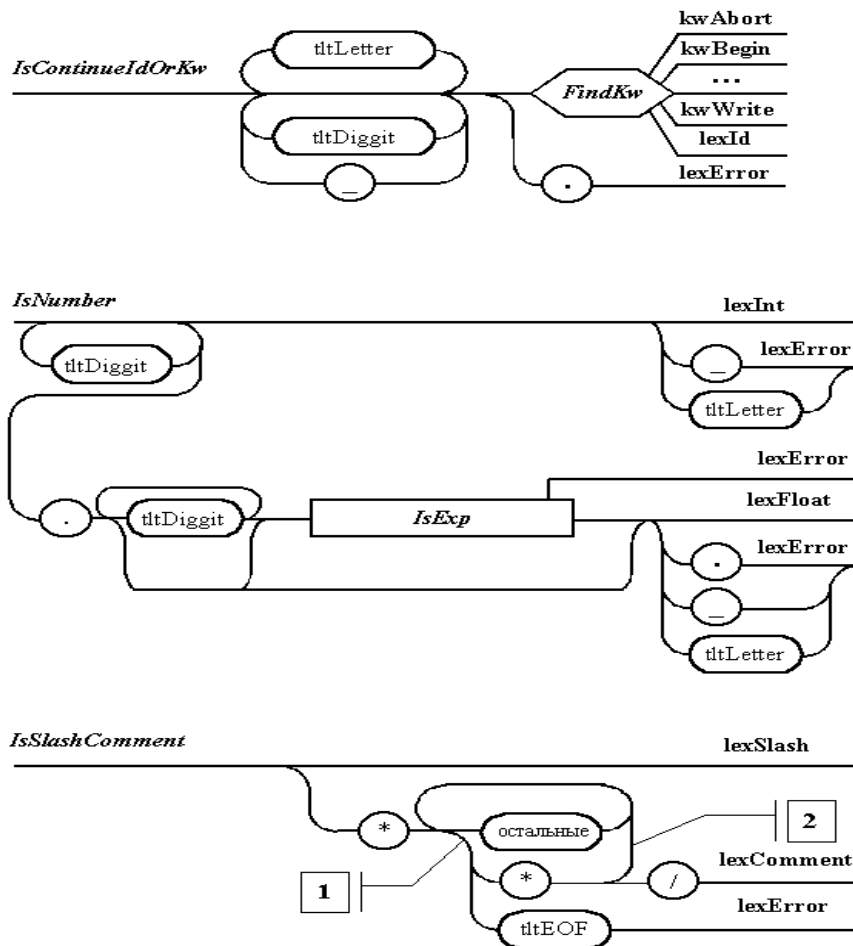 kwAbort
tltLetter
kwBegin
IsContinueIdOrKw
...
FindKw
kwWrite
tltDiggit
lexId
_
.
lexError
IsNumber
lexInt
tltDiggit
_
lexError
tltLetter
lexError
.
tltDiggit
IsExp
lexFloat
.
lexError
_
tltLetter
IsSlashComment
lexSlash
*
остальные
2
1
*
/
lexComment
tltEOF
lexError